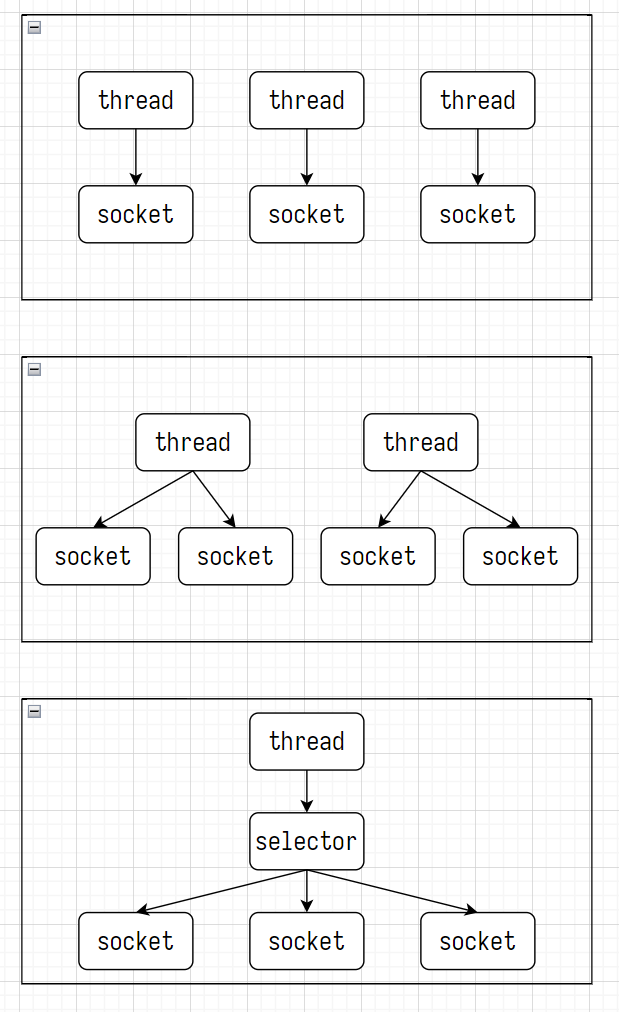 thread thread thread
socket socket socket
thread thread
socket socket socket socket
thread
selector
socket socket socket